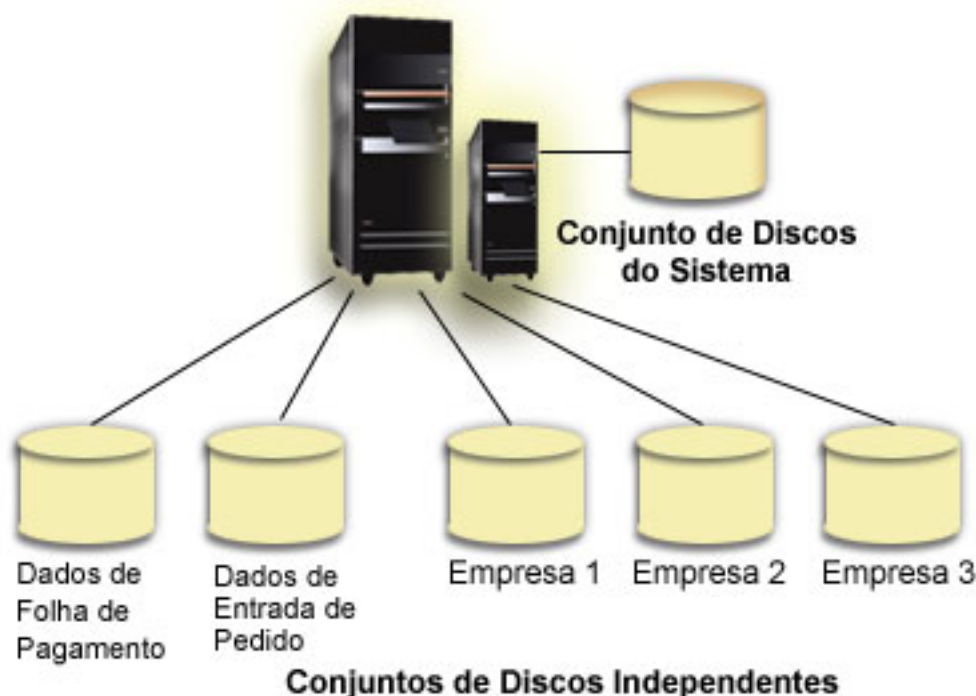 Conjunto de Discos
do Sistema
Dados de
Folha de
Pagamento
Dados de
Entrada de
Pedido
Empresa 1
Empresa 2
Empresa 3
Conjuntos de Discos Independentes